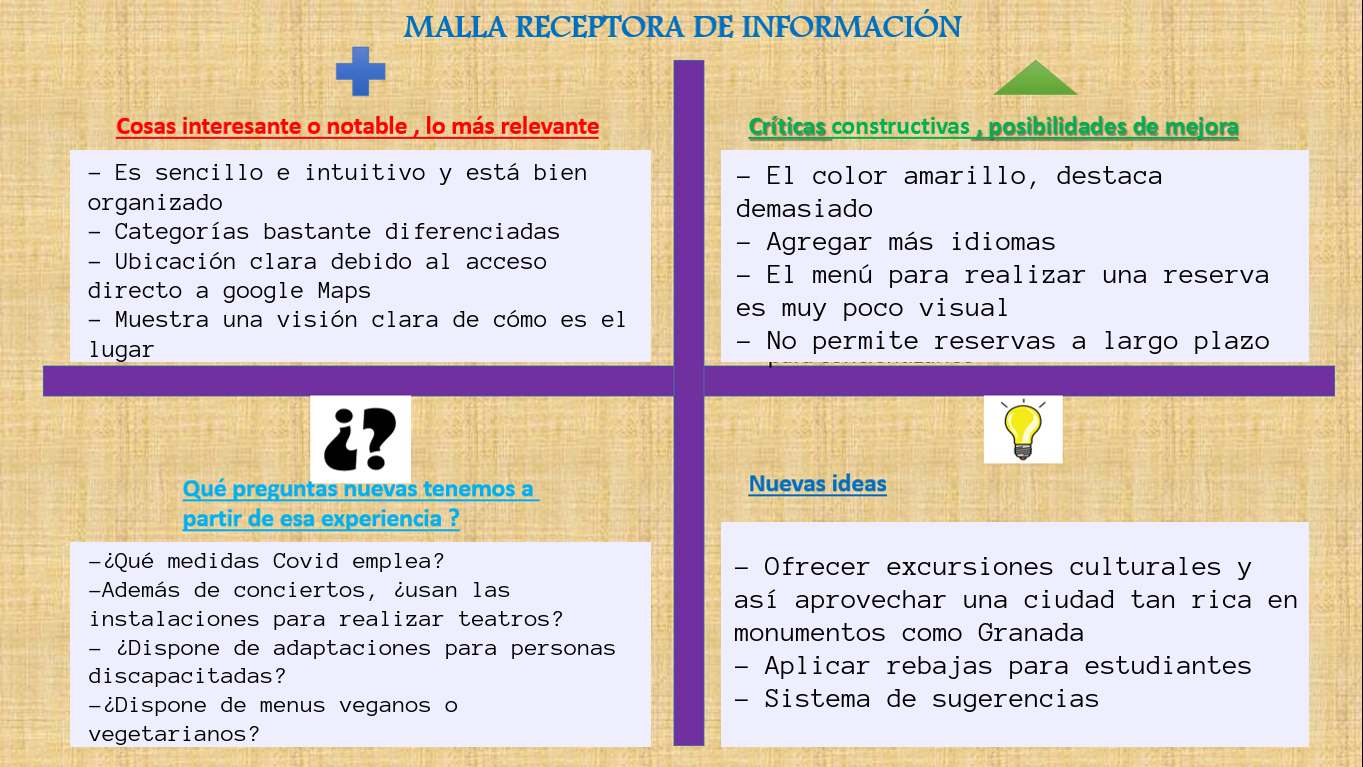 MALLA RECEPTORA DE INFORMACIÓN
Cosas interesante o notable , lo más relevante
- Es sencillo e intuitivo y está bien
organizado
- Categorías bastante diferenciadas
- Ubicación clara debido al acceso
directo a google Maps
- Muestra una visión clara de cómo es el
lugar
Críticas constructivas , posibilidades de mejora
- El color amarillo, destaca
demasiado
- Agregar más idiomas
- El menú para realizar una reserva
es muy poco visual
- No permite reservas a largo plazo
¿?
Qué preguntas nuevas tenemos a
partir de esa experiencia ?
-¿Qué medidas Covid emplea?
-Además de conciertos, ¿usan las
instalaciones para realizar teatros?
- ¿Dispone de adaptaciones para personas
discapacitadas?
-¿Dispone de menus veganos o
vegetarianos?
Nuevas ideas
- Ofrecer excursiones culturales y
así aprovechar una ciudad tan rica en
monumentos como Granada
- Aplicar rebajas para estudiantes
- Sistema de sugerencias